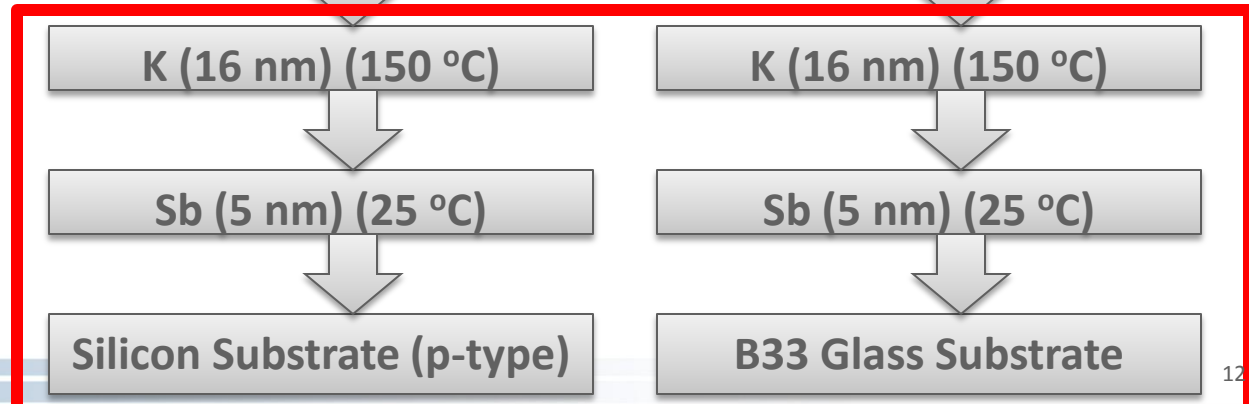 K (16 nm) (150 ºC)
K (16 nm) (150 ºC)
Sb (5 nm) (25 ºC)
Sb (5 nm) (25 ºC)
Silicon Substrate (p-type)
B33 Glass Substrate
12